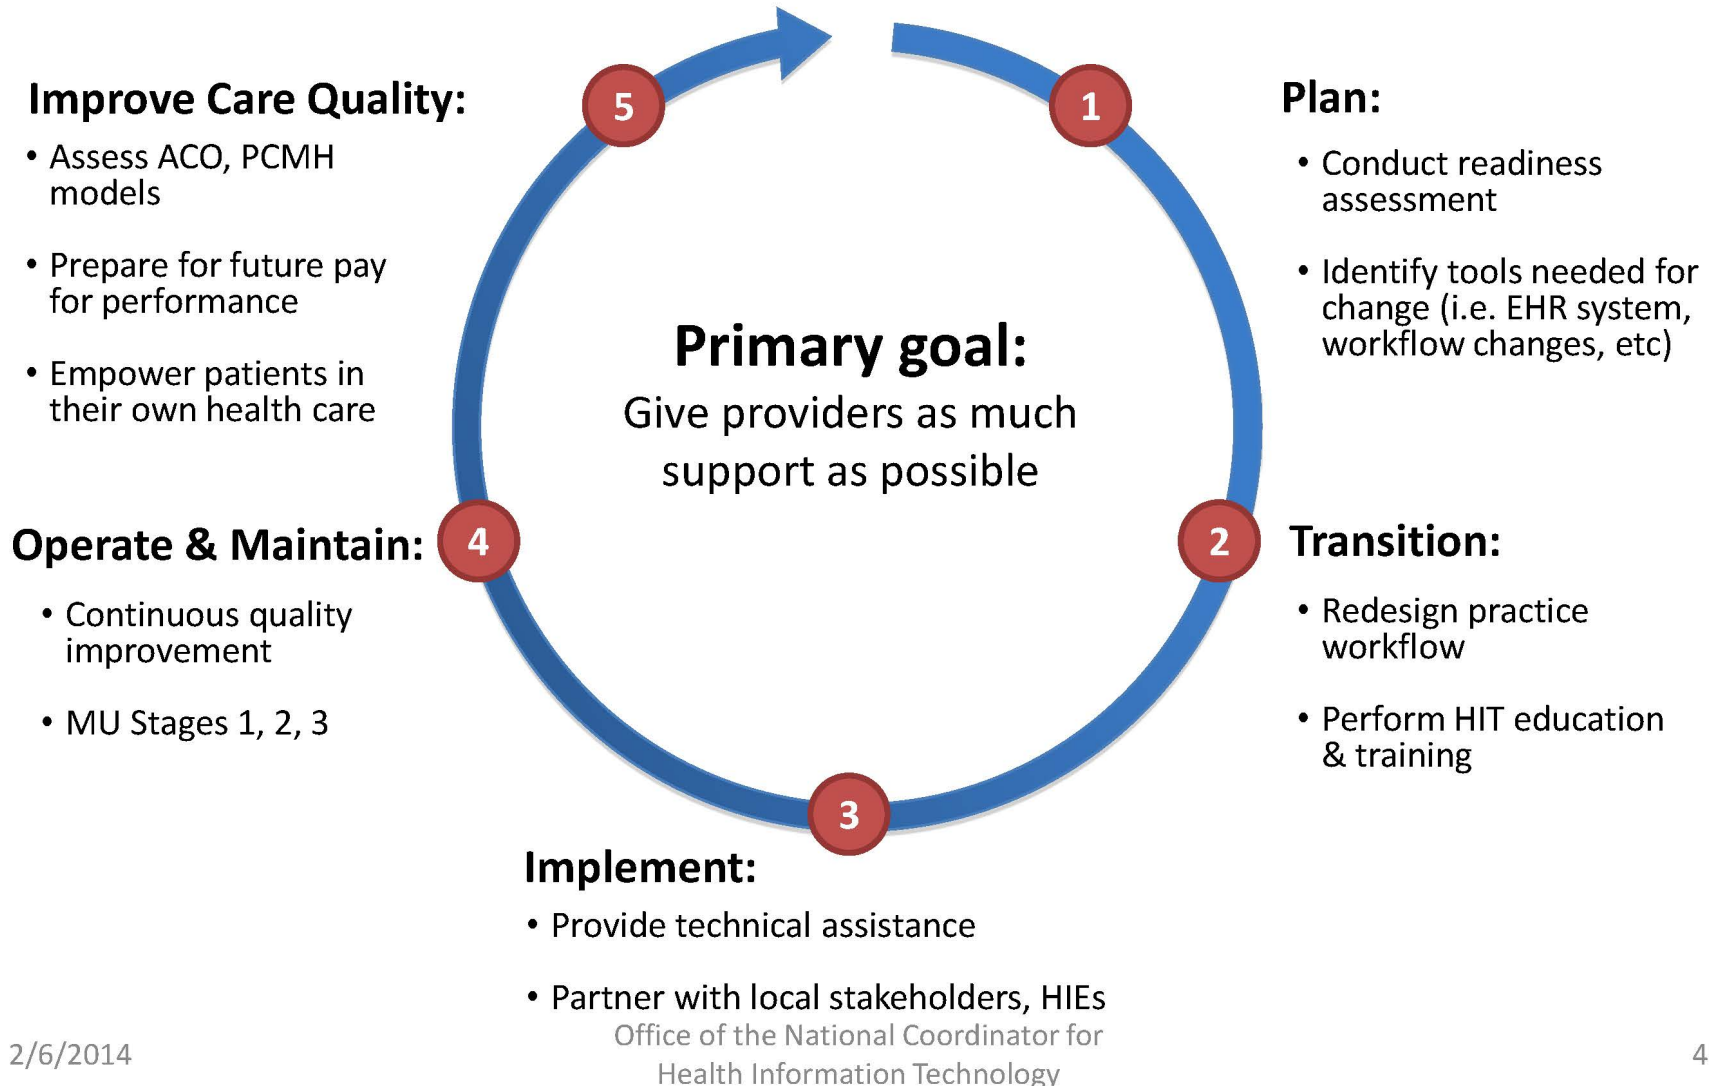 Primary goal:
Give providers as much
support as possible
1
Plan:
• Conduct readiness
assessment
• Identify tools needed for
change (i.e. EHR system,
workflow changes, etc)
2
Transition:
• Redesign practice
workflow
• Perform HIT education
& training
3
Implement:
• Provide technical assistance
• Partner with local stakeholders, HIEs
4
Operate & Maintain:
• Continuous quality
improvement
• MU Stages 1, 2, 3
5
Improve Care Quality:
• Assess ACO, PCMH
models
• Prepare for future pay
for performance
• Empower patients in
their own health care
2/6/2014
Office of the National Coordinator for
Health Information Technology
4